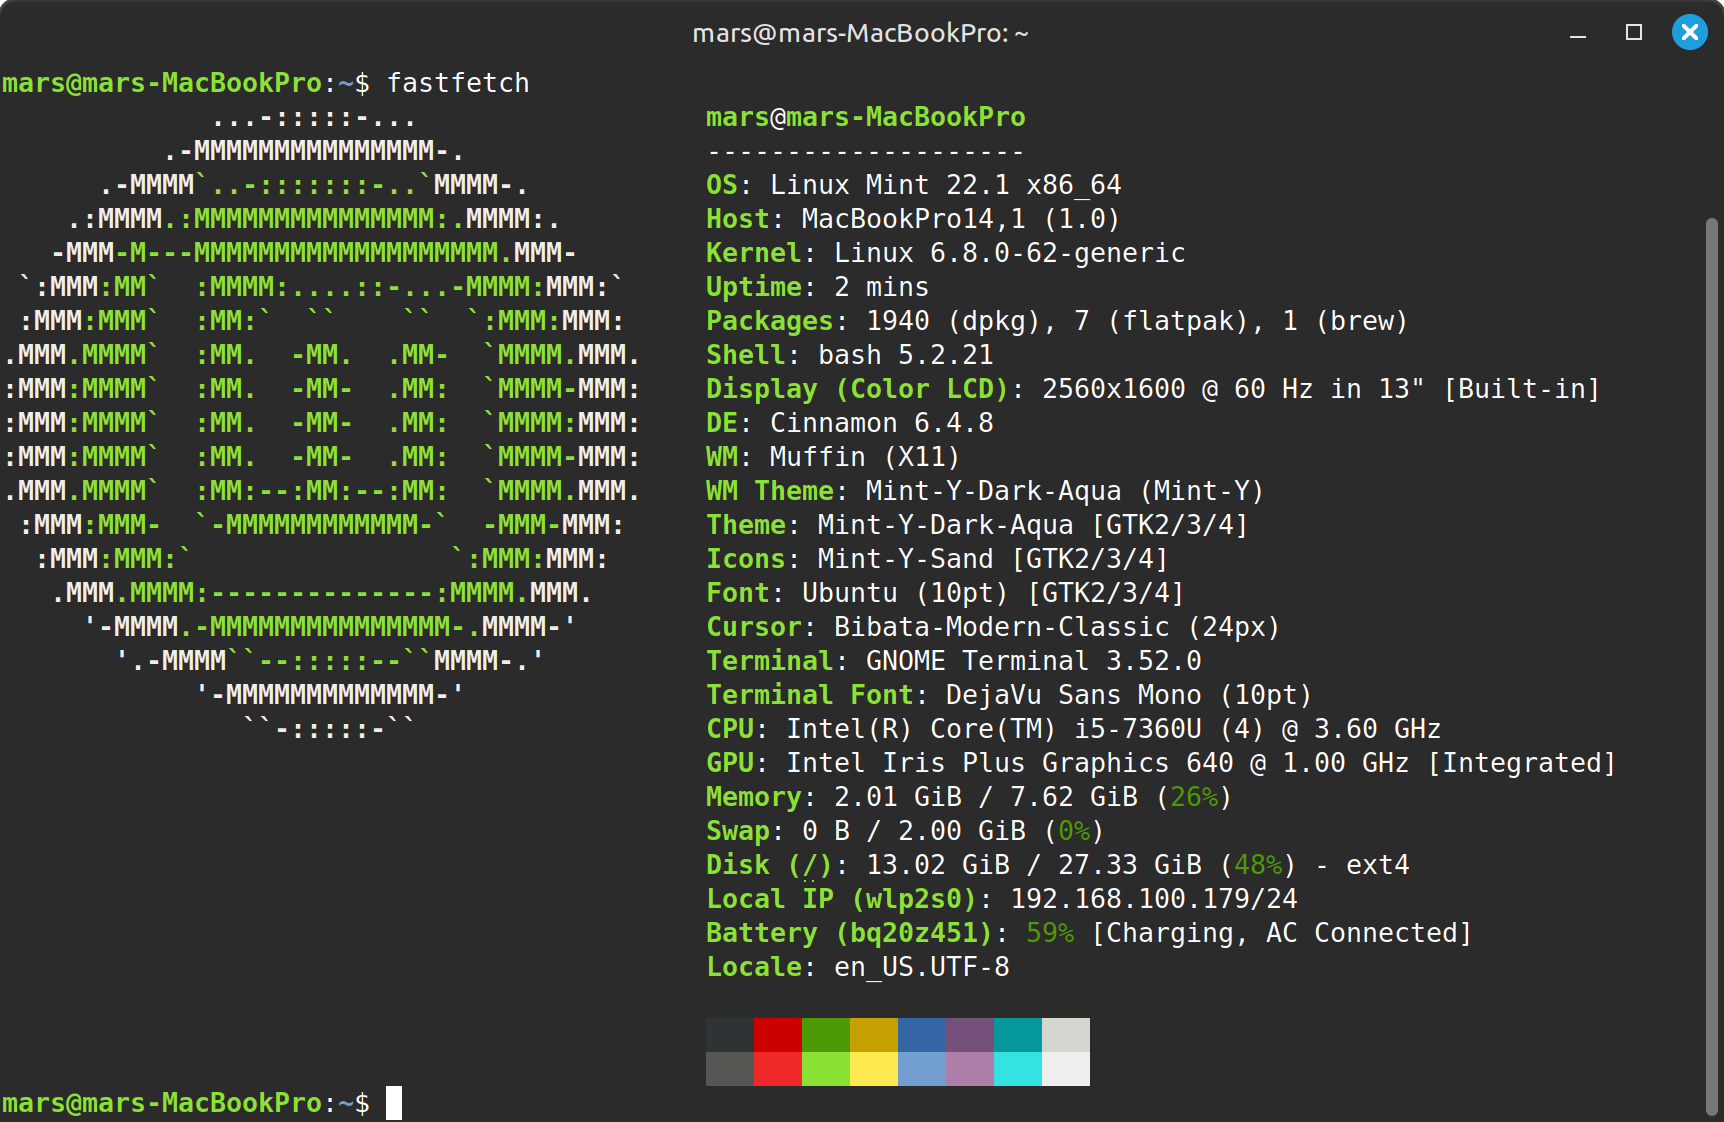 mars@mars-MacBookPro: ~
mars@mars-MacBookPro:~$ fastfetch
             ...-:::::-...                 mars@mars-MacBookPro
          .-MMMMMMMMMMMMMMM-.              --------------------
      .-MMMM`..-:::::::-..`MMMM-.          OS: Linux Mint 22.1 x86_64
    .:MMMM.:MMMMMMMMMMMMMMM:.MMMM:.        Host: MacBookPro14,1 (1.0)
   -MMM-M---MMMMMMMMMMMMMMMMMMM.MMM-       Kernel: Linux 6.8.0-62-generic
 `:MMM:MM`  :MMMM:....::-...-MMMM:MMM:`    Uptime: 2 mins
 :MMM:MMM`  :MM:`  ``    ``  `:MMM:MMM:    Packages: 1940 (dpkg), 7 (flatpak), 1 (brew)
.MMM.MMMM`  :MM.  -MM.  .MM-  `MMMM.MMM.   Shell: bash 5.2.21
:MMM:MMMM`  :MM.  -MM-  .MM:  `MMMM-MMM:   Display (Color LCD): 2560x1600 @ 60 Hz in 13" [Built-in]
:MMM:MMMM`  :MM.  -MM-  .MM:  `MMMM:MMM:   DE: Cinnamon 6.4.8
:MMM:MMMM`  :MM.  -MM-  .MM:  `MMMM-MMM:   WM: Muffin (X11)
.MMM.MMMM`  :MM:--:MM:--:MM:  `MMMM.MMM.   WM Theme: Mint-Y-Dark-Aqua (Mint-Y)
 :MMM:MMM-  `-MMMMMMMMMMMM-`  -MMM-MMM:    Theme: Mint-Y-Dark-Aqua [GTK2/3/4]
  :MMM:MMM:`                `:MMM:MMM:     Icons: Mint-Y-Sand [GTK2/3/4]
   .MMM.MMMM:--------------:MMMM.MMM.      Font: Ubuntu (10pt) [GTK2/3/4]
     '-MMMM.-MMMMMMMMMMMMMMM-.MMMM-'       Cursor: Bibata-Modern-Classic (24px)
       '.-MMMM``--:::::--``MMMM-.'         Terminal: GNOME Terminal 3.52.0
            '-MMMMMMMMMMMMM-'              Terminal Font: DejaVu Sans Mono (10pt)
               ``-:::::-``                 CPU: Intel(R) Core(TM) i5-7360U (4) @ 3.60 GHz
GPU: Intel Iris Plus Graphics 640 @ 1.00 GHz [Integrated]
Memory: 2.01 GiB / 7.62 GiB (26%)
Swap: 0 B / 2.00 GiB (0%)
Disk (/): 13.02 GiB / 27.33 GiB (48%) - ext4
Local IP (wlp2s0): 192.168.100.179/24
Battery (bq20z451): 59% [Charging, AC Connected]
Locale: en_US.UTF-8
mars@mars-MacBookPro:~$